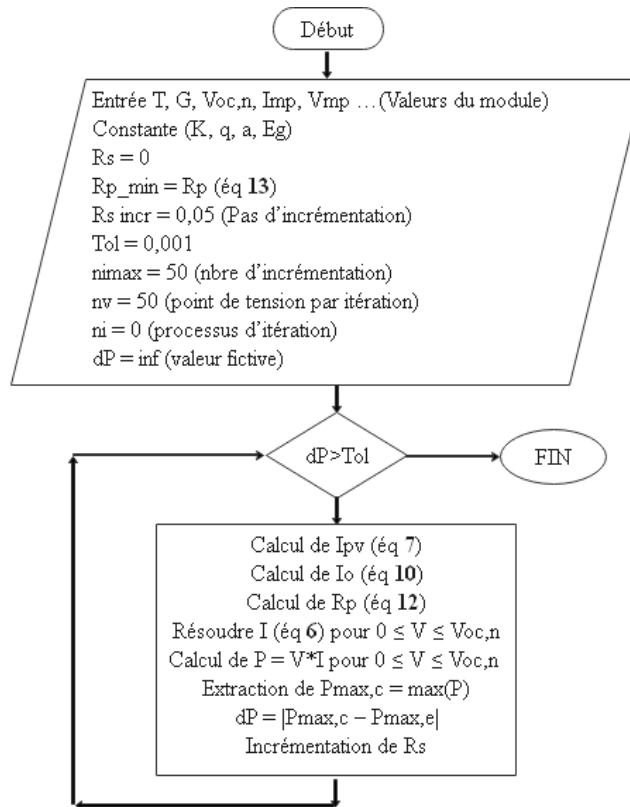 Début
Entrée T, G, Voc,n, Imp, Vmp …(Valeurs du module)
Constante (K, q, a, Eg)
Rs = 0
Rp_min = Rp (éq 13)
Rs incr = 0,05 (Pas d’incrémentation)
Tol = 0,001
nimax = 50 (nbre d’incrémentation)
nv = 50 (point de tension par itération)
ni = 0 (processus d’itération)
dP = inf (valeur fictive)
dP>Tol
FIN
Calcul de Ipv (éq 7)
Calcul de Io (éq 10)
Calcul de Rp (éq 12)
Résoudre I (éq 6) pour 0 ≤ V ≤ Voc,n
Calcul de P = V*I pour 0 ≤ V ≤ Voc,n
Extraction de Pmax,c = max(P)
dP = |Pmax,c − Pmax,e|
Incrémentation de Rs